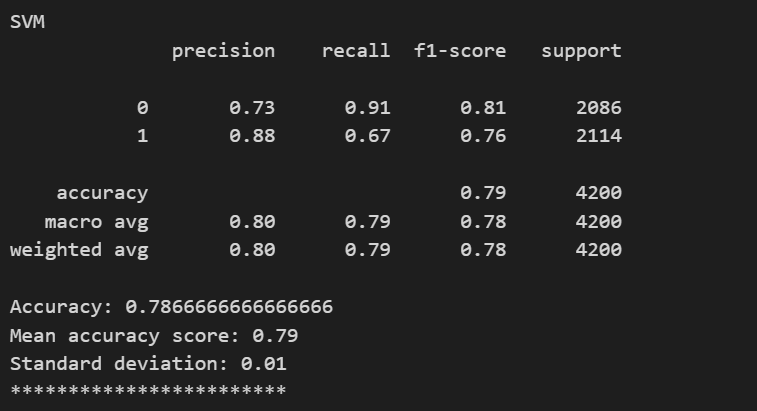 SVM
precision recall f1-score support
0 0.73 0.91 0.81 2086
1 0.88 0.67 0.76 2114
accuracy 0.79 4200
macro avg 0.80 0.79 0.78 4200
weighted avg 0.80 0.79 0.78 4200
Accuracy: 0.7866666666666666
Mean accuracy score: 0.79
Standard deviation: 0.01
************************